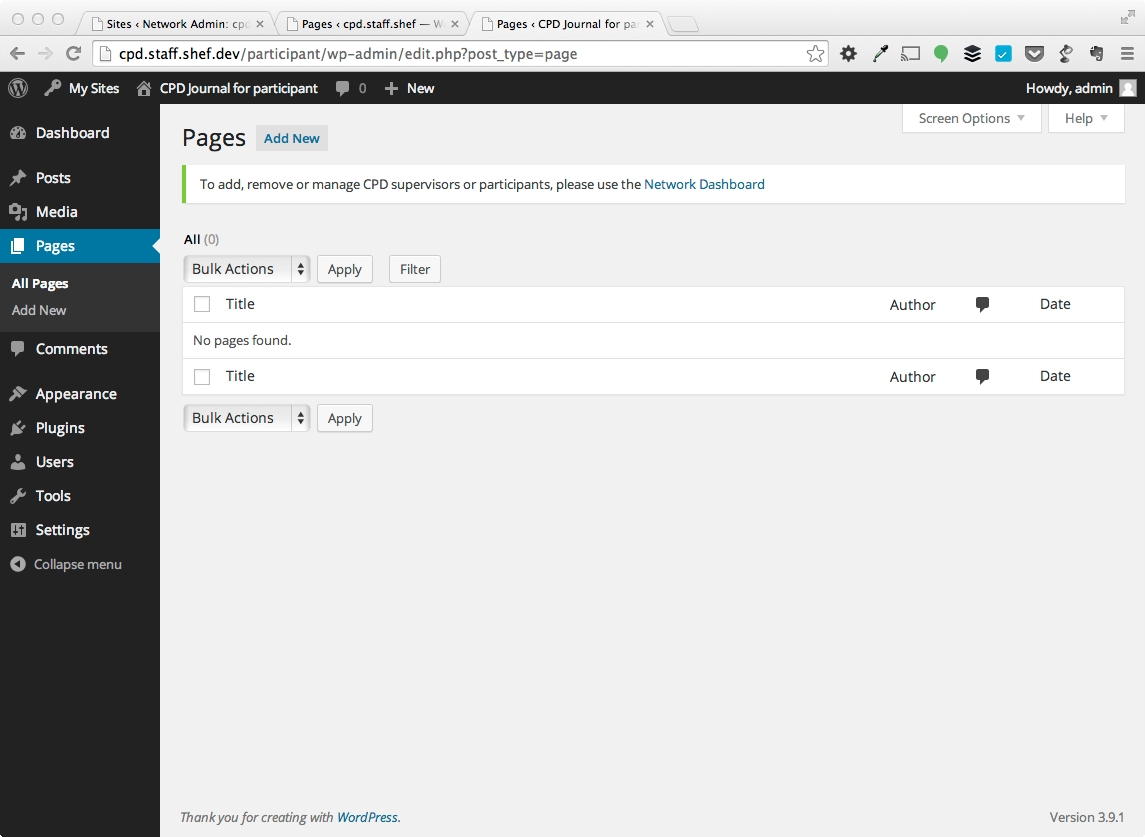 Sites ‹ Network Admin: cpd
Pages ‹ cpd.staff.shef — W
Pages ‹ CPD Journal for pa
cpd.staff.shef.dev/participant/wp-admin/edit.php?post_type=page
My Sites CPD Journal for participant 0 + New Howdy, admin
Screen Options Help
Dashboard
Posts
Media
Pages
All Pages
Add New
Comments
Appearance
Plugins
Users
Tools
Settings
Collapse menu
Pages Add New
To add, remove or manage CPD supervisors or participants, please use the Network Dashboard
All (0)
Bulk Actions Apply Filter
Title Author Date
No pages found.
Title Author Date
Bulk Actions Apply
Thank you for creating with WordPress. Version 3.9.1